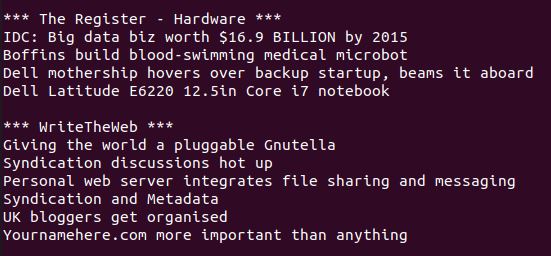 *** The Register - Hardware ***
IDC: Big data biz worth $16.9 BILLION by 2015
Boffins build blood-swimming medical microbot
Dell mothership hovers over backup startup, beams it aboard
Dell Latitude E6220 12.5in Core i7 notebook
*** WriteTheWeb ***
Giving the world a pluggable Gnutella
Syndication discussions hot up
Personal web server integrates file sharing and messaging
Syndication and Metadata
UK bloggers get organised
Yournamehere.com more important than anything